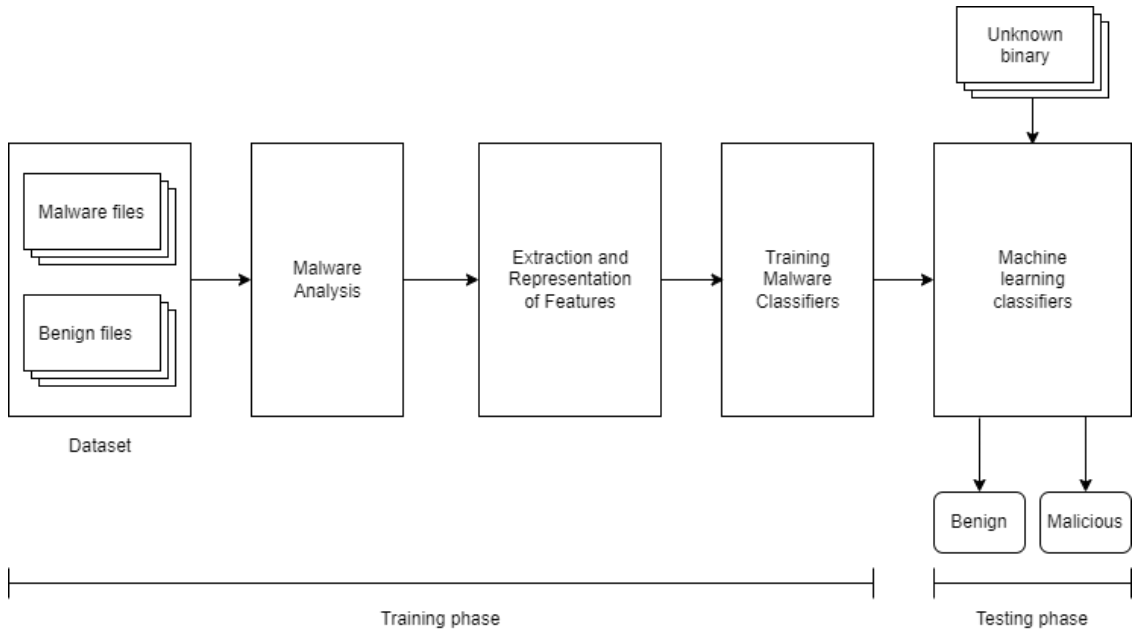 Unknown
binary
Malware files
Benign files
Dataset
Malware
Analysis
Extraction and
Representation
of Features
Training
Malware
Classifiers
Machine
learning
classifiers
Benign
Malicious
Training phase
Testing phase